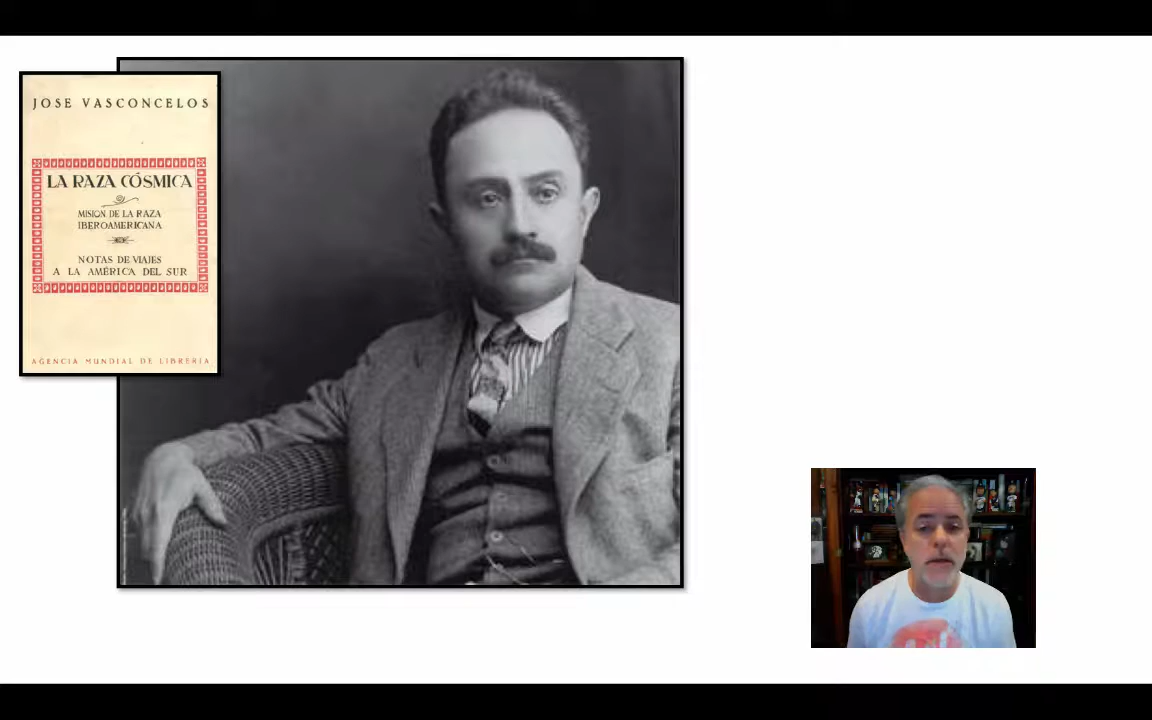 JOSE VASCONCELOS
LA RAZA CÓSMICA
MISION DE LA RAZA
IBEROAMERICANA
NOTAS DE VIAJES
A LA AMÉRICA DEL SUR
AGENCIA MUNDIAL DE LIBRERÍA